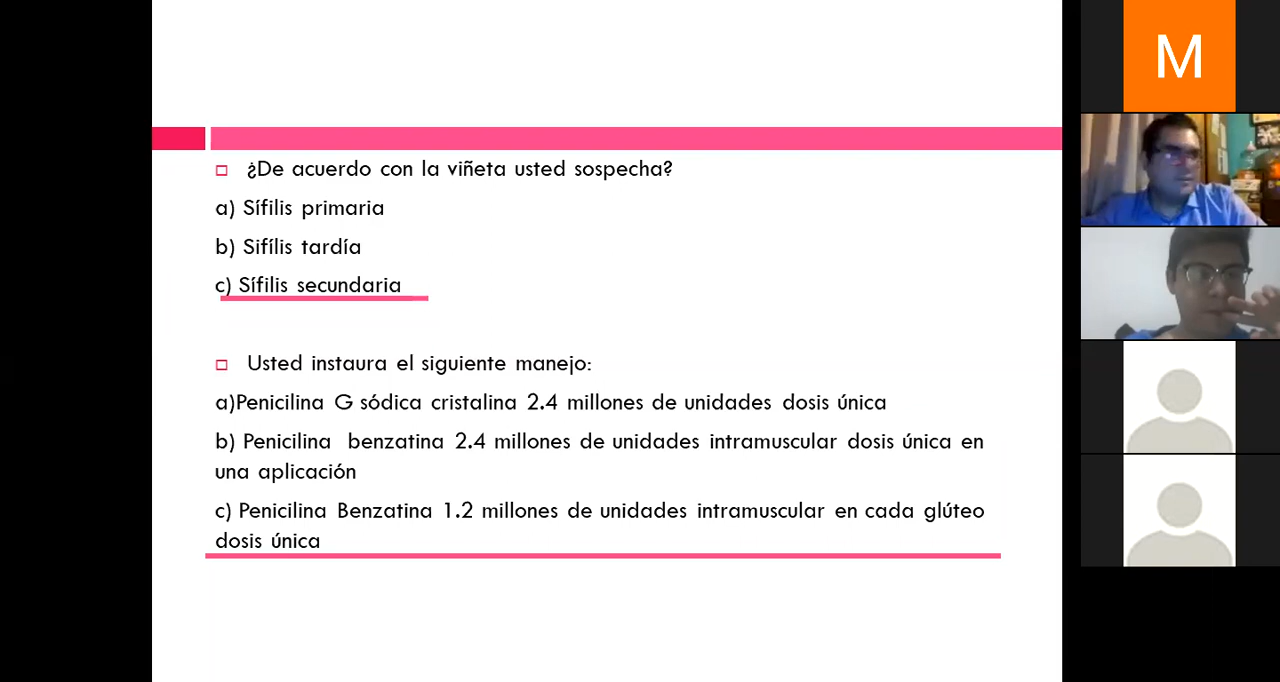 ¿De acuerdo con la viñeta usted sospecha?
a) Sífilis primaria
b) Sifílis tardía
c) Sífilis secundaria
Usted instaura el siguiente manejo:
a)Penicilina G sódica cristalina 2.4 millones de unidades dosis única
b) Penicilina benzatina 2.4 millones de unidades intramuscular dosis única en
una aplicación
c) Penicilina Benzatina 1.2 millones de unidades intramuscular en cada glúteo
dosis única
M